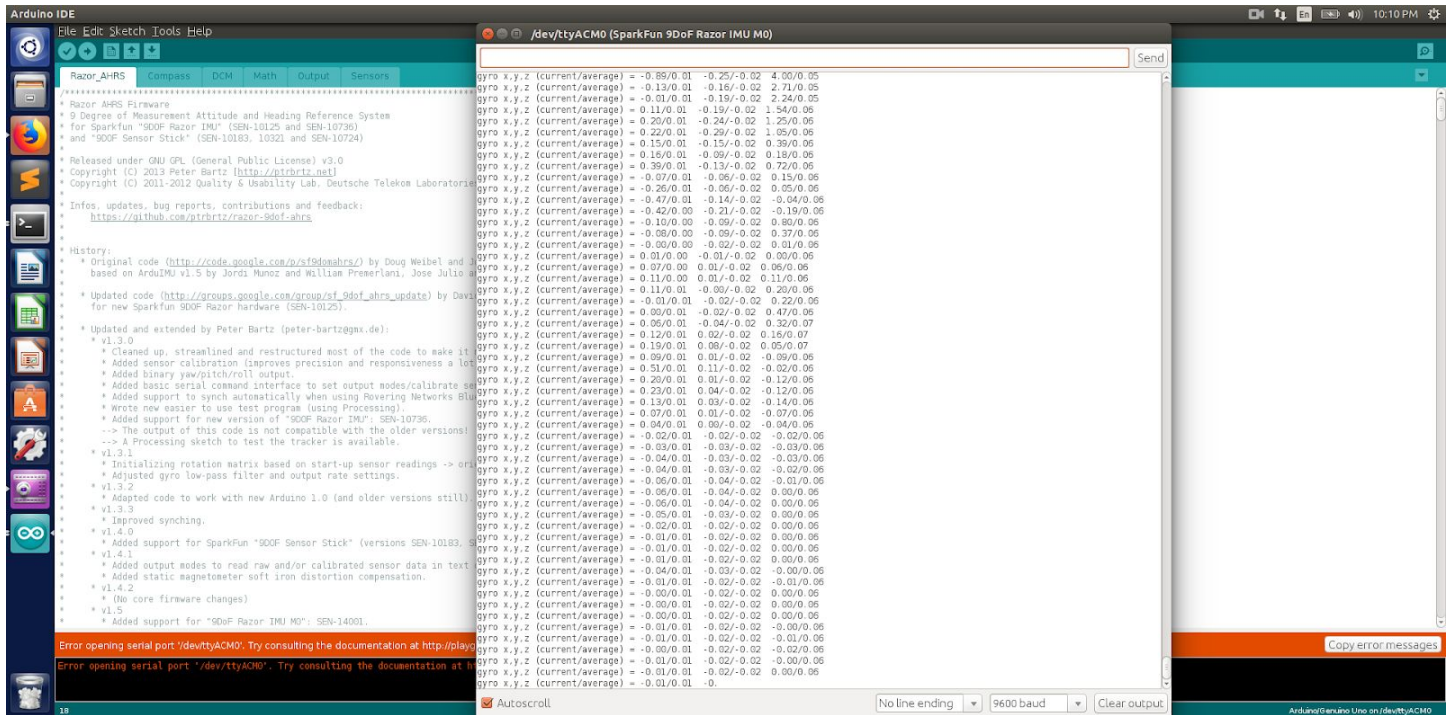 Arduino IDE
En
10:10 PM
File Edit Sketch Tools Help
Razor_AHRS Compass DCM Math Output Sensors
* Razor AHRS Firmware
* 9 Degree of Measurement Attitude and Heading Reference System
* for Sparkfun "9DOF Razor IMU" (SEN-10125 and SEN-10736)
* and "9DOF Sensor Stick" (SEN-10183, 10321 and SEN-10724)
*
* Released under GNU GPL (General Public License) v3.0
* Copyright (C) 2013 Peter Bartz [http://ptrbrtz.net]
* Copyright (C) 2011-2012 Quality & Usability Lab, Deutsche Telekom Laboratorie
*
* Infos, updates, bug reports, contributions and feedback:
* https://github.com/ptrbrtz/razor-9dof-ahrs
*
*
* History:
* * Original code (http://code.google.com/p/sf9domahrs/) by Doug Weibel and J
* based on ArduIMU v1.5 by Jordi Munoz and William Premerlani, Jose Julio a
*
* * Updated code (http://groups.google.com/group/sf_9dof_ahrs_update) by Davi
* for new Sparkfun 9DOF Razor hardware (SEN-10125).
*
* * Updated and extended by Peter Bartz (peter-bartz@gmx.de):
* * v1.3.0
* * Cleaned up, streamlined and restructured most of the code to make it
* * Added sensor calibration (improves precision and responsiveness a lot
* * Added binary yaw/pitch/roll output.
* * Added basic serial command interface to set output modes/calibrate se
* * Added support to synch automatically when using Rovering Networks Blu
* * Wrote new easier to use test program (using Processing).
* * Added support for new version of "9DOF Razor IMU": SEN-10736.
* --> The output of this code is not compatible with the older versions!
* --> A Processing sketch to test the tracker is available.
* * v1.3.1
* * Initializing rotation matrix based on start-up sensor readings -> ori
* * Adjusted gyro low-pass filter and output rate settings.
* * v1.3.2
* * Adapted code to work with new Arduino 1.0 (and older versions still).
* * v1.3.3
* * Improved synching.
* * v1.4.0
* * Added support for SparkFun "9DOF Sensor Stick" (versions SEN-10183, S
* * v1.4.1
* * Added output modes to read raw and/or calibrated sensor data in text
* * Added static magnetometer soft iron distortion compensation.
* * v1.4.2
* * (No core firmware changes)
* * v1.5
* * Added support for "9DoF Razor IMU M0": SEN-14001.
Error opening serial port '/dev/ttyACM0'. Try consulting the documentation at http://playg
Copy error messages
Error opening serial port '/dev/ttyACM0'. Try consulting the documentation at h
18
Arduino/Genuino Uno on /dev/ttyACM0
/dev/ttyACM0 (SparkFun 9DoF Razor IMU M0)
Send
gyro x,y,z (current/average) = -0.89/0.01 -0.25/-0.02 4.00/0.05
gyro x,y,z (current/average) = -0.13/0.01 -0.16/-0.02 2.71/0.05
gyro x,y,z (current/average) = -0.01/0.01 -0.19/-0.02 2.24/0.05
gyro x,y,z (current/average) = 0.11/0.01 -0.19/-0.02 1.54/0.06
gyro x,y,z (current/average) = 0.20/0.01 -0.24/-0.02 1.25/0.06
gyro x,y,z (current/average) = 0.22/0.01 -0.29/-0.02 1.05/0.06
gyro x,y,z (current/average) = 0.15/0.01 -0.15/-0.02 0.39/0.06
gyro x,y,z (current/average) = 0.16/0.01 -0.09/-0.02 0.18/0.06
gyro x,y,z (current/average) = 0.39/0.01 -0.13/-0.02 0.72/0.06
gyro x,y,z (current/average) = -0.07/0.01 -0.06/-0.02 0.15/0.06
gyro x,y,z (current/average) = -0.26/0.01 -0.06/-0.02 0.05/0.06
gyro x,y,z (current/average) = -0.47/0.01 -0.14/-0.02 -0.04/0.06
gyro x,y,z (current/average) = -0.42/0.00 -0.21/-0.02 -0.19/0.06
gyro x,y,z (current/average) = -0.10/0.00 -0.09/-0.02 0.80/0.06
gyro x,y,z (current/average) = -0.08/0.00 -0.09/-0.02 0.37/0.06
gyro x,y,z (current/average) = -0.00/0.00 -0.02/-0.02 0.01/0.06
gyro x,y,z (current/average) = 0.01/0.00 -0.01/-0.02 0.00/0.06
gyro x,y,z (current/average) = 0.07/0.00 0.01/-0.02 0.06/0.06
gyro x,y,z (current/average) = 0.11/0.00 0.01/-0.02 0.11/0.06
gyro x,y,z (current/average) = 0.11/0.01 -0.00/-0.02 0.20/0.06
gyro x,y,z (current/average) = -0.01/0.01 -0.02/-0.02 0.22/0.06
gyro x,y,z (current/average) = 0.00/0.01 -0.02/-0.02 0.47/0.06
gyro x,y,z (current/average) = 0.06/0.01 -0.04/-0.02 0.32/0.07
gyro x,y,z (current/average) = 0.12/0.01 0.02/-0.02 0.16/0.07
gyro x,y,z (current/average) = 0.19/0.01 0.08/-0.02 0.05/0.07
gyro x,y,z (current/average) = 0.09/0.01 0.01/-0.02 -0.09/0.06
gyro x,y,z (current/average) = 0.51/0.01 0.11/-0.02 -0.02/0.06
gyro x,y,z (current/average) = 0.20/0.01 0.01/-0.02 -0.12/0.06
gyro x,y,z (current/average) = 0.23/0.01 0.04/-0.02 -0.12/0.06
gyro x,y,z (current/average) = 0.13/0.01 0.03/-0.02 -0.14/0.06
gyro x,y,z (current/average) = 0.07/0.01 0.01/-0.02 -0.07/0.06
gyro x,y,z (current/average) = 0.04/0.01 0.00/-0.02 -0.04/0.06
gyro x,y,z (current/average) = -0.02/0.01 -0.02/-0.02 -0.02/0.06
gyro x,y,z (current/average) = -0.03/0.01 -0.03/-0.02 -0.03/0.06
gyro x,y,z (current/average) = -0.04/0.01 -0.03/-0.02 -0.03/0.06
gyro x,y,z (current/average) = -0.04/0.01 -0.03/-0.02 -0.02/0.06
gyro x,y,z (current/average) = -0.06/0.01 -0.04/-0.02 -0.01/0.06
gyro x,y,z (current/average) = -0.06/0.01 -0.04/-0.02 0.00/0.06
gyro x,y,z (current/average) = -0.06/0.01 -0.04/-0.02 0.00/0.06
gyro x,y,z (current/average) = -0.05/0.01 -0.03/-0.02 0.00/0.06
gyro x,y,z (current/average) = -0.02/0.01 -0.02/-0.02 0.00/0.06
gyro x,y,z (current/average) = -0.01/0.01 -0.02/-0.02 0.00/0.06
gyro x,y,z (current/average) = -0.01/0.01 -0.02/-0.02 0.00/0.06
gyro x,y,z (current/average) = -0.01/0.01 -0.02/-0.02 0.00/0.06
gyro x,y,z (current/average) = -0.04/0.01 -0.03/-0.02 -0.00/0.06
gyro x,y,z (current/average) = -0.01/0.01 -0.02/-0.02 -0.01/0.06
gyro x,y,z (current/average) = -0.00/0.01 -0.02/-0.02 0.00/0.06
gyro x,y,z (current/average) = -0.00/0.01 -0.02/-0.02 0.00/0.06
gyro x,y,z (current/average) = -0.00/0.01 -0.02/-0.02 0.00/0.06
gyro x,y,z (current/average) = -0.01/0.01 -0.02/-0.02 -0.00/0.06
gyro x,y,z (current/average) = -0.01/0.01 -0.02/-0.02 -0.01/0.06
gyro x,y,z (current/average) = -0.00/0.01 -0.02/-0.02 -0.02/0.06
gyro x,y,z (current/average) = -0.01/0.01 -0.02/-0.02 -0.00/0.06
gyro x,y,z (current/average) = -0.01/0.01 -0.02/-0.02 0.00/0.06
gyro x,y,z (current/average) = -0.01/0.01 -0.
Autoscroll
No line ending
9600 baud
Clear output